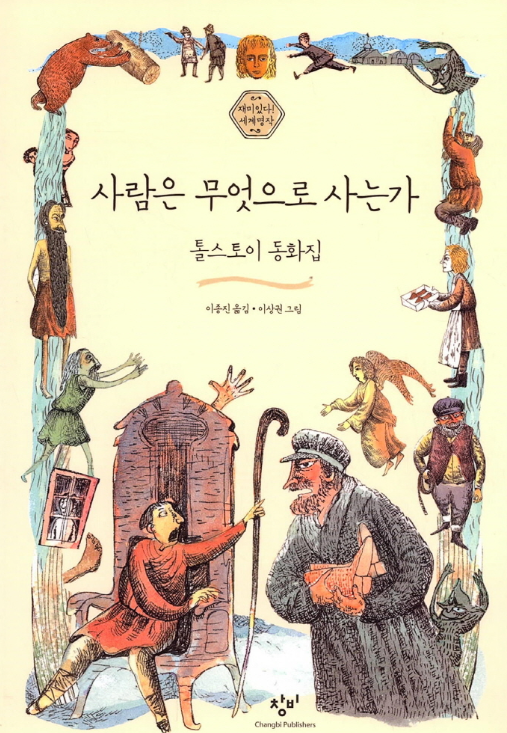 재미있다!
세계명작
사람은 무엇으로 사는가
톨스토이 동화집
이종진 옮김 • 이상권 그림
창비
Changbi Publishers